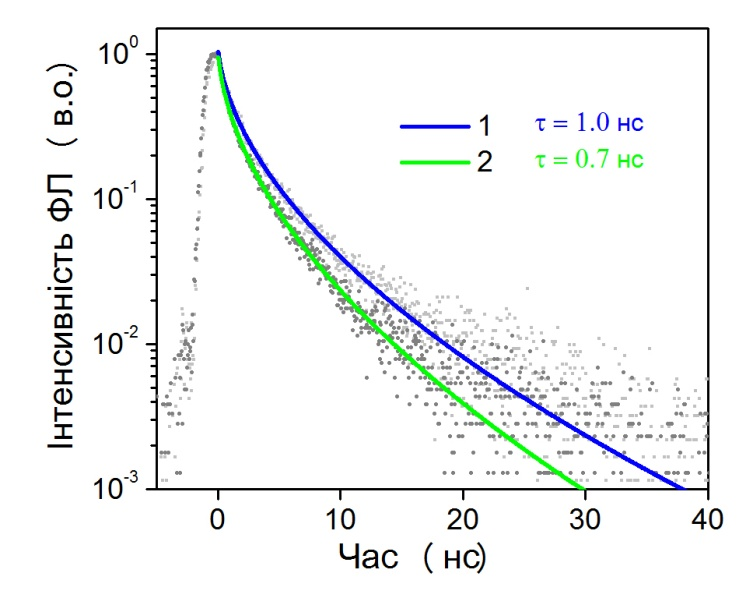 Інтенсивність ФЛ ( в.о.)
10⁰
10⁻¹
10⁻²
10⁻³
1 τ = 1.0 нс
2 τ = 0.7 нс
0 10 20 30 40
Час ( нс)